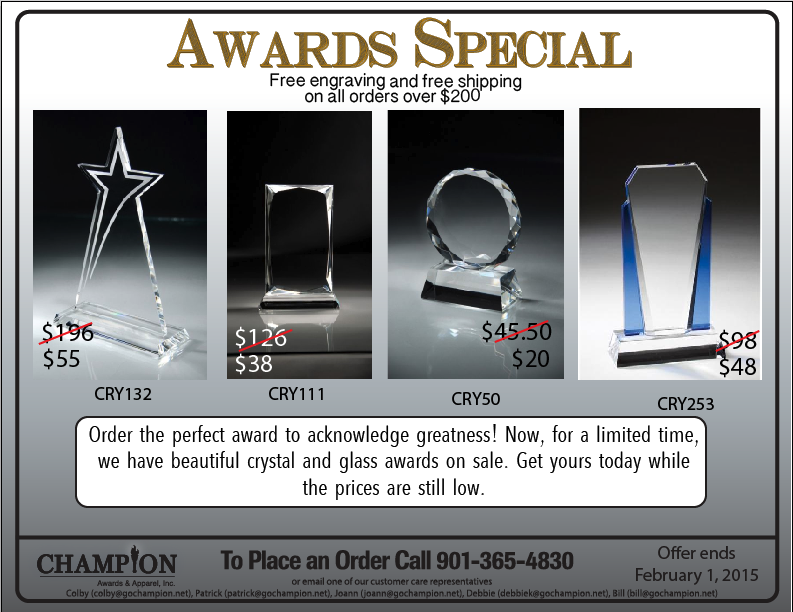 AWARDS SPECIAL
Free engraving and free shipping
on all orders over $200
$196
$55
$126
$38
$45.50
$20
$98
$48
CRY132
CRY111
CRY50
CRY253
Order the perfect award to acknowledge greatness! Now, for a limited time,
we have beautiful crystal and glass awards on sale. Get yours today while
the prices are still low.
CHAMPION
Awards & Apparel, Inc.
To Place an Order Call 901-365-4830
or email one of our customer care representatives
Colby (colby@gochampion.net), Patrick (patrick@gochampion.net), Joann (joann@gochampion.net), Debbie (debbiek@gochampion.net), Bill (bill@gochampion.net)
Offer ends
February 1, 2015